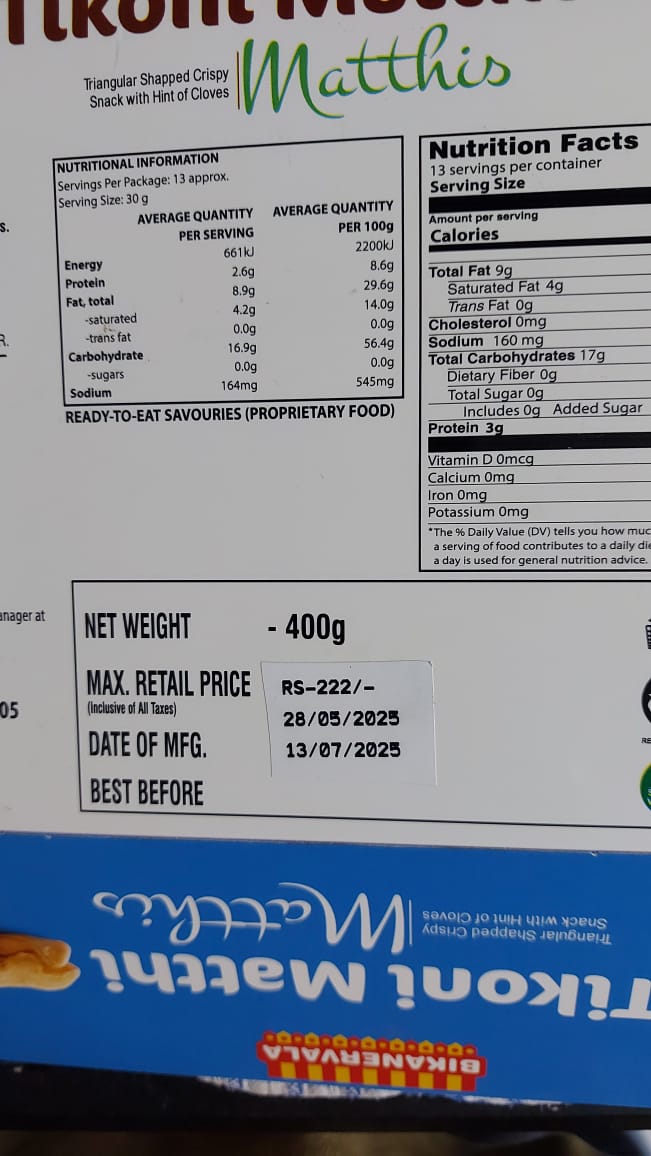 Triangular Shapped Crispy
Snack with Hint of Cloves
Matthis
NUTRITIONAL INFORMATION
Servings Per Package: 13 approx.
Serving Size: 30 g
AVERAGE QUANTITY PER SERVING AVERAGE QUANTITY PER 100g
Energy 661kJ 2200kJ
Protein 2.6g 8.6g
Fat, total 8.9g 29.6g
-saturated 4.2g 14.0g
-trans fat 0.0g 0.0g
Carbohydrate 16.9g 56.4g
-sugars 0.0g 0.0g
Sodium 164mg 545mg
READY-TO-EAT SAVOURIES (PROPRIETARY FOOD)
Nutrition Facts
13 servings per container
Serving Size
Amount per serving
Calories
Total Fat 9g
Saturated Fat 4g
Trans Fat 0g
Cholesterol 0mg
Sodium 160 mg
Total Carbohydrates 17g
Dietary Fiber 0g
Total Sugar 0g
Includes 0g Added Sugar
Protein 3g
Vitamin D 0mcg
Calcium 0mg
Iron 0mg
Potassium 0mg
*The % Daily Value (DV) tells you how
a serving of food contributes to a daily
a day is used for general nutrition advice.
anager at
05
NET WEIGHT - 400g
MAX. RETAIL PRICE RS-222/-
(Inclusive of All Taxes)
28/05/2025
DATE OF MFG.
13/07/2025
BEST BEFORE
BIKANERVALA
Tikoni Matthi
Triangular Shapped Crispy
Snack with Hint of Cloves
Matthis